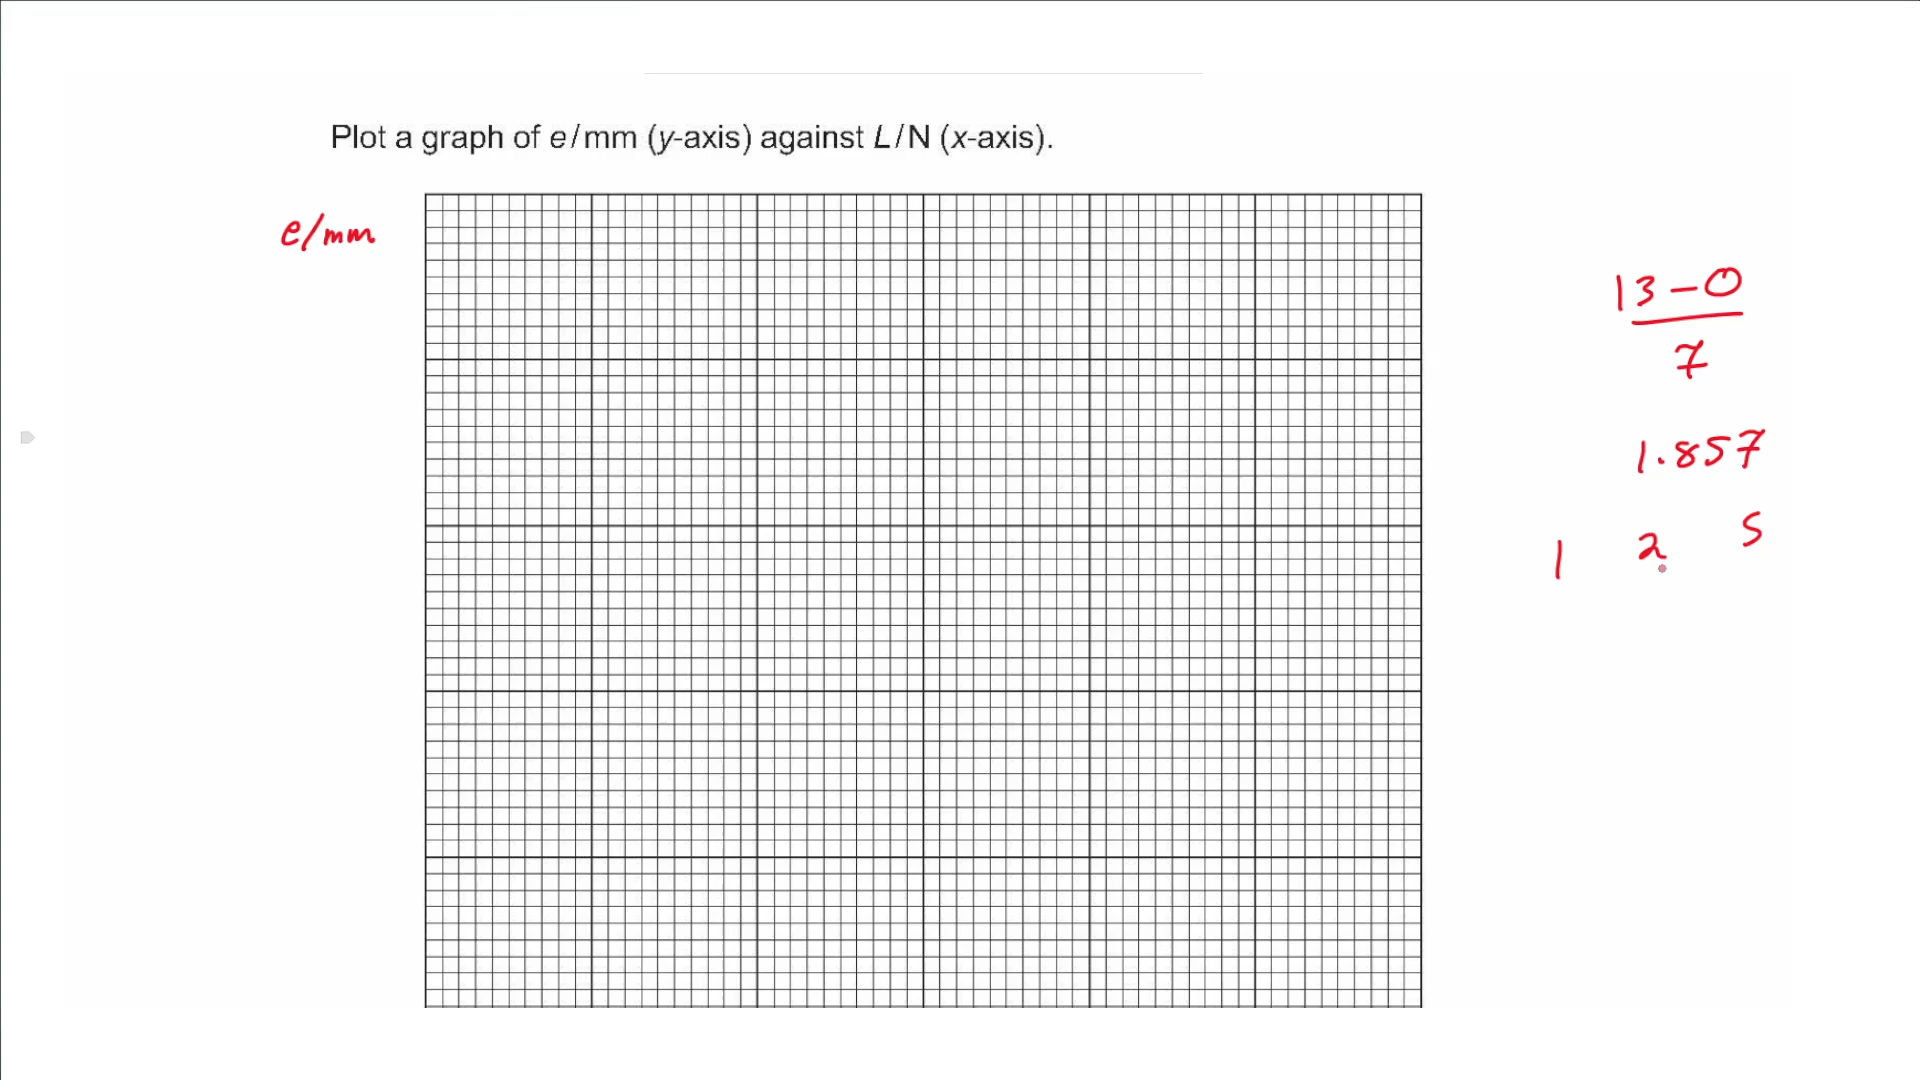 Plot a graph of e/mm (y-axis) against L/N (x-axis).
e/mm
13-0
7
1.857
1 2 5